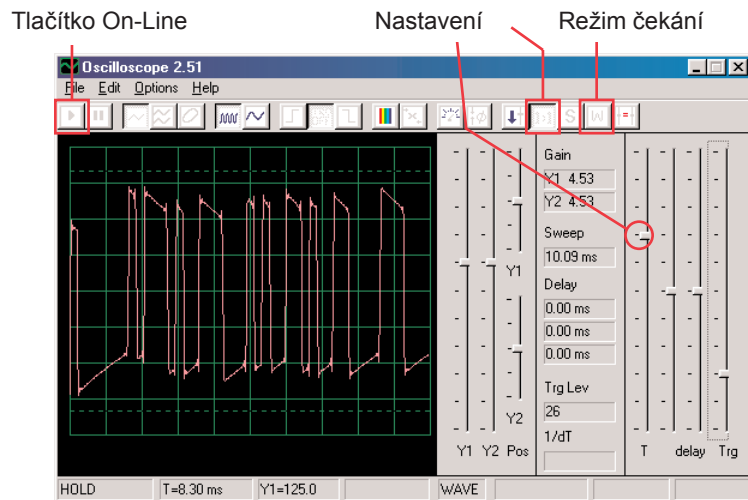 Tlačítko On-Line
Nastavení
Režim čekání
Oscilloscope 2.51
File Edit Options Help
1>1 S W
Gain
Y1 4.53
Y2 4.53
Sweep
10.09 ms
Y1
Delay
0.00 ms
0.00 ms
0.00 ms
Trg Lev
26
Y2
1/dT
Y1 Y2 Pos
T delay Trg
HOLD T=8.30 ms Y1=125.0 WAVE